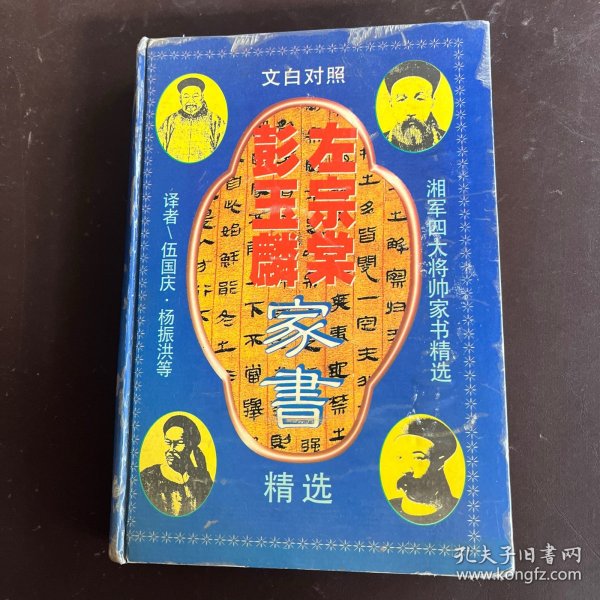 文白对照
左宗棠
彭玉麟
家書
精选
湘军四大将帅家书精选
译者\伍国庆·杨振洪等
孔夫子旧書网
www.kongfz.com